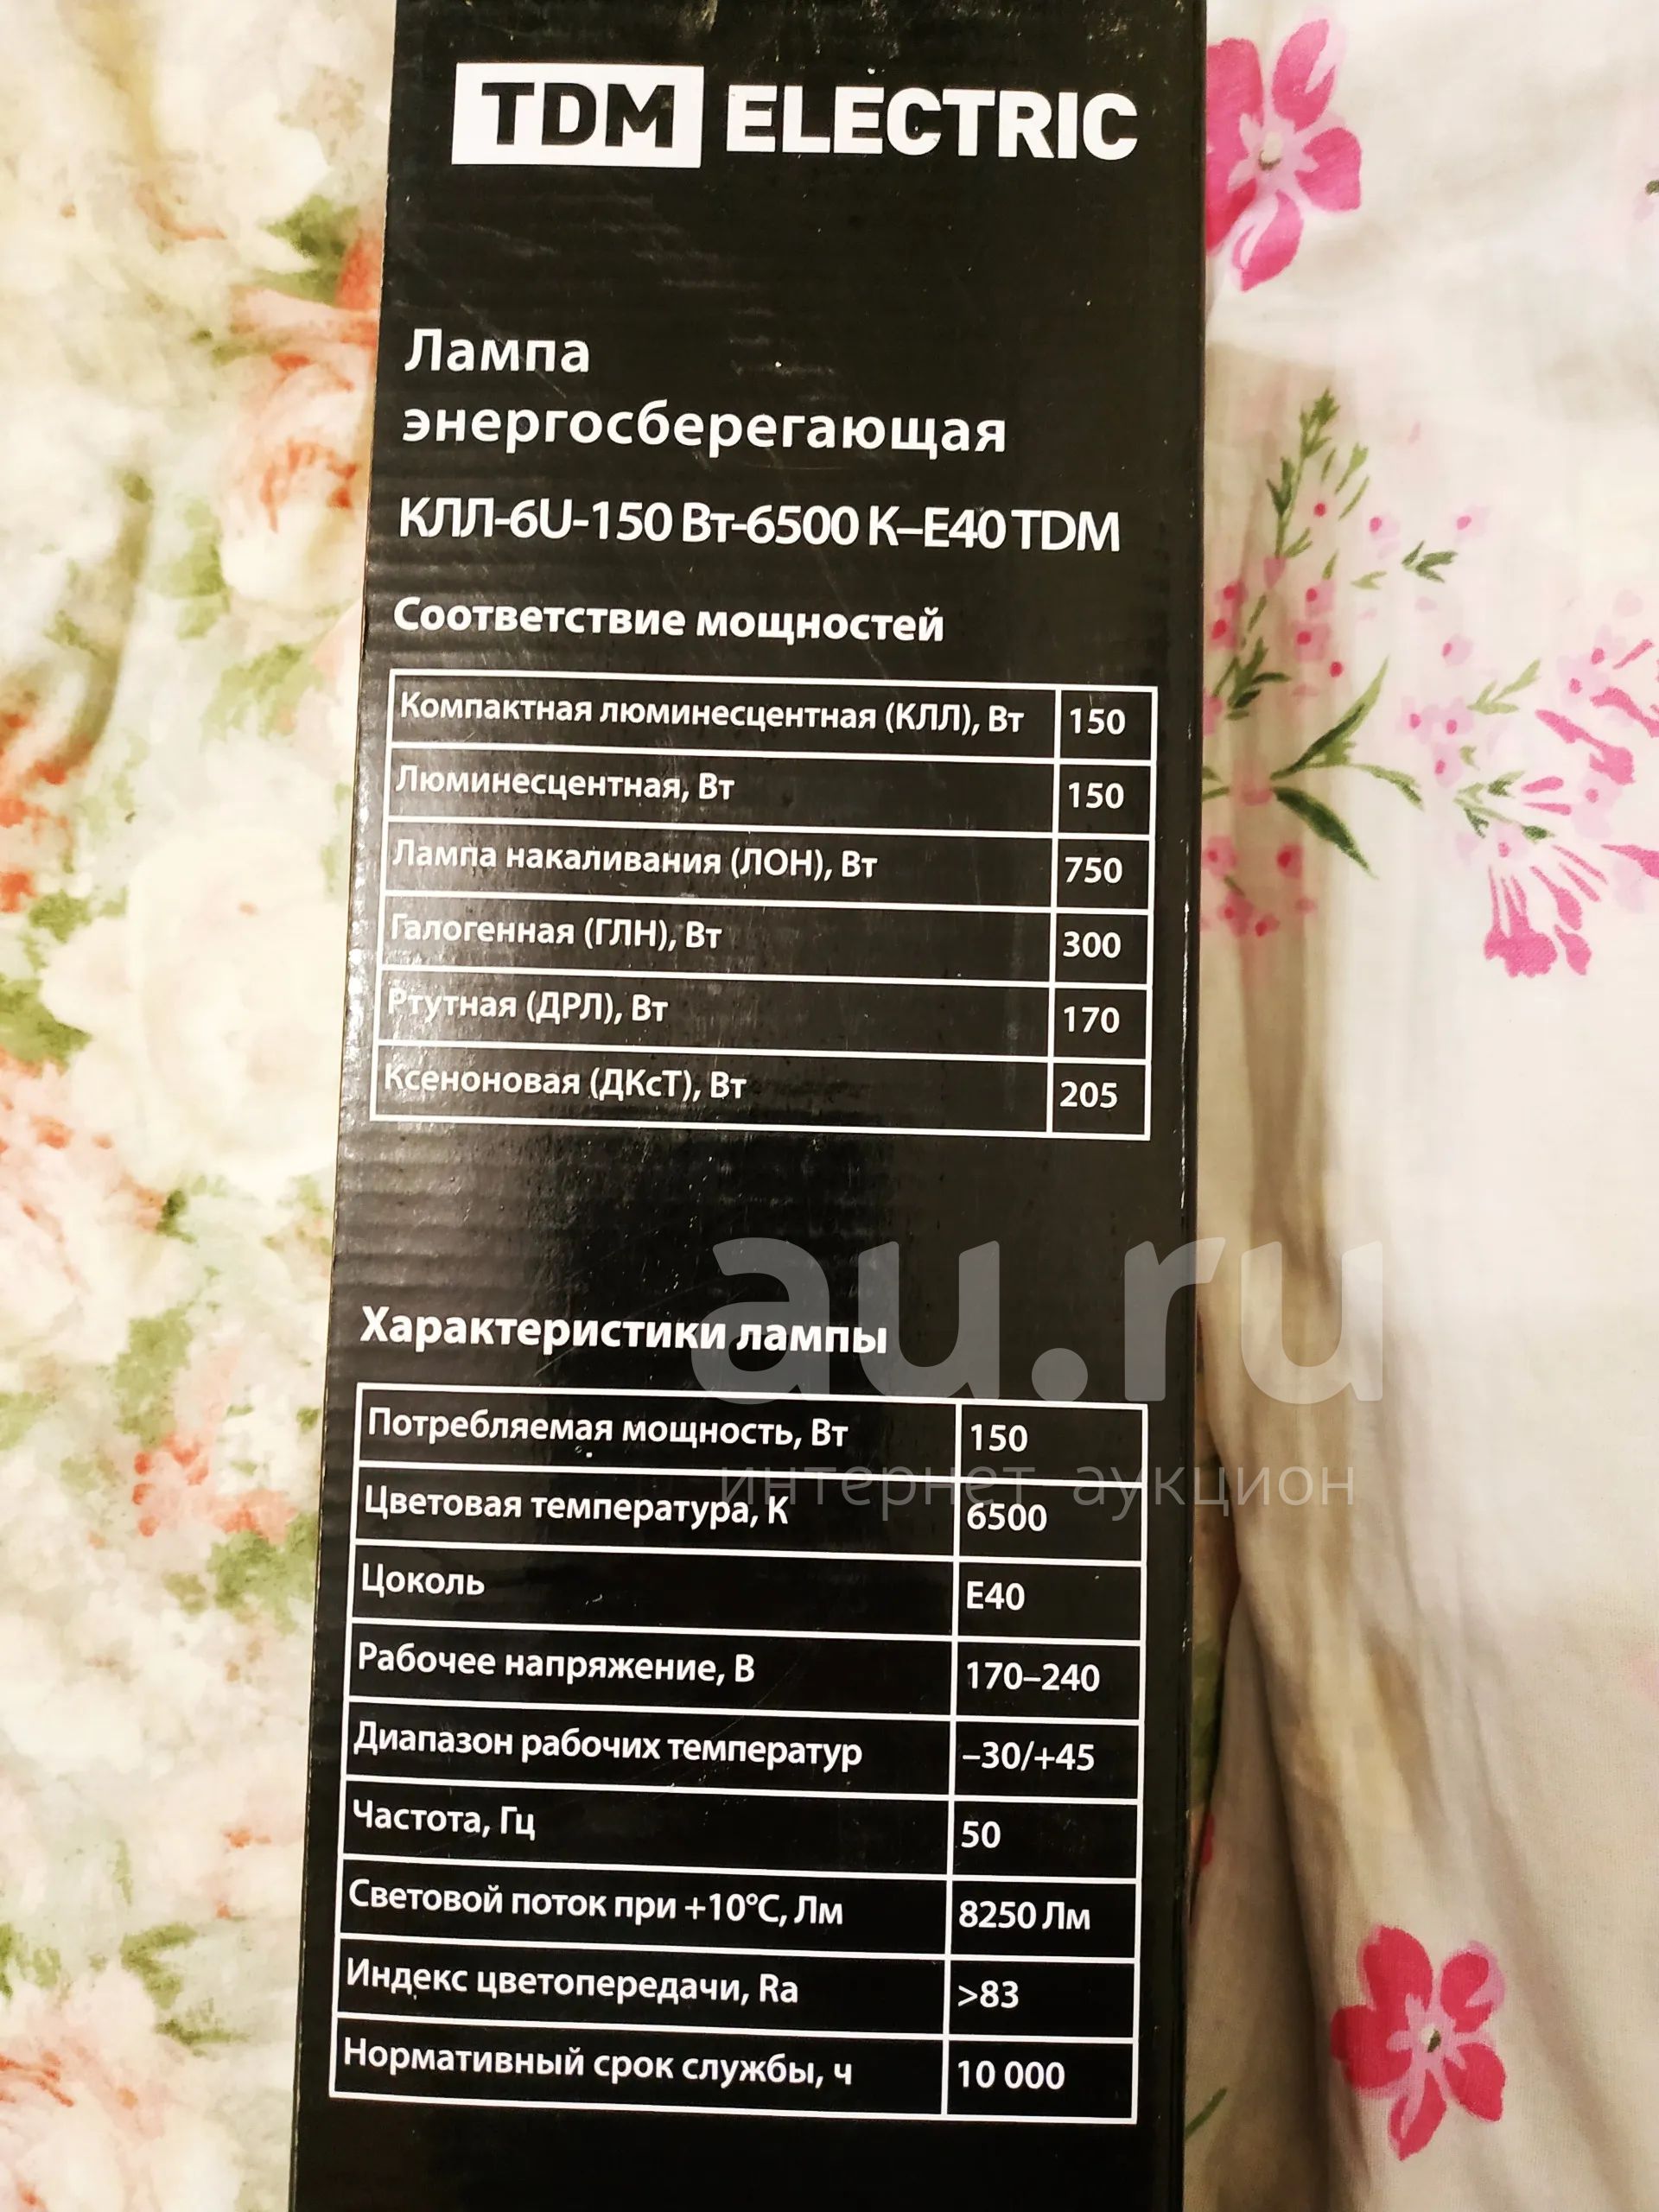 TDM ELECTRIC
Лампа
энергосберегающая
КЛЛ-6U-150 Вт-6500 К–Е40 TDM
Соответствие мощностей
Компактная люминесцентная (КЛЛ), Вт 150
Люминесцентная, Вт 150
Лампа накаливания (ЛОН), Вт 750
Галогенная (ГЛН), Вт 300
Ртутная (ДРЛ), Вт 170
Ксеноновая (ДКсТ), Вт 205
au.ru
Характеристики лампы
интернет аукцион
Потребляемая мощность, Вт 150
Цветовая температура, К 6500
Цоколь Е40
Рабочее напряжение, В 170–240
Диапазон рабочих температур –30/+45
Частота, Гц 50
Световой поток при +10°С, Лм 8250 Лм
Индекс цветопередачи, Ra >83
Нормативный срок службы, ч 10 000